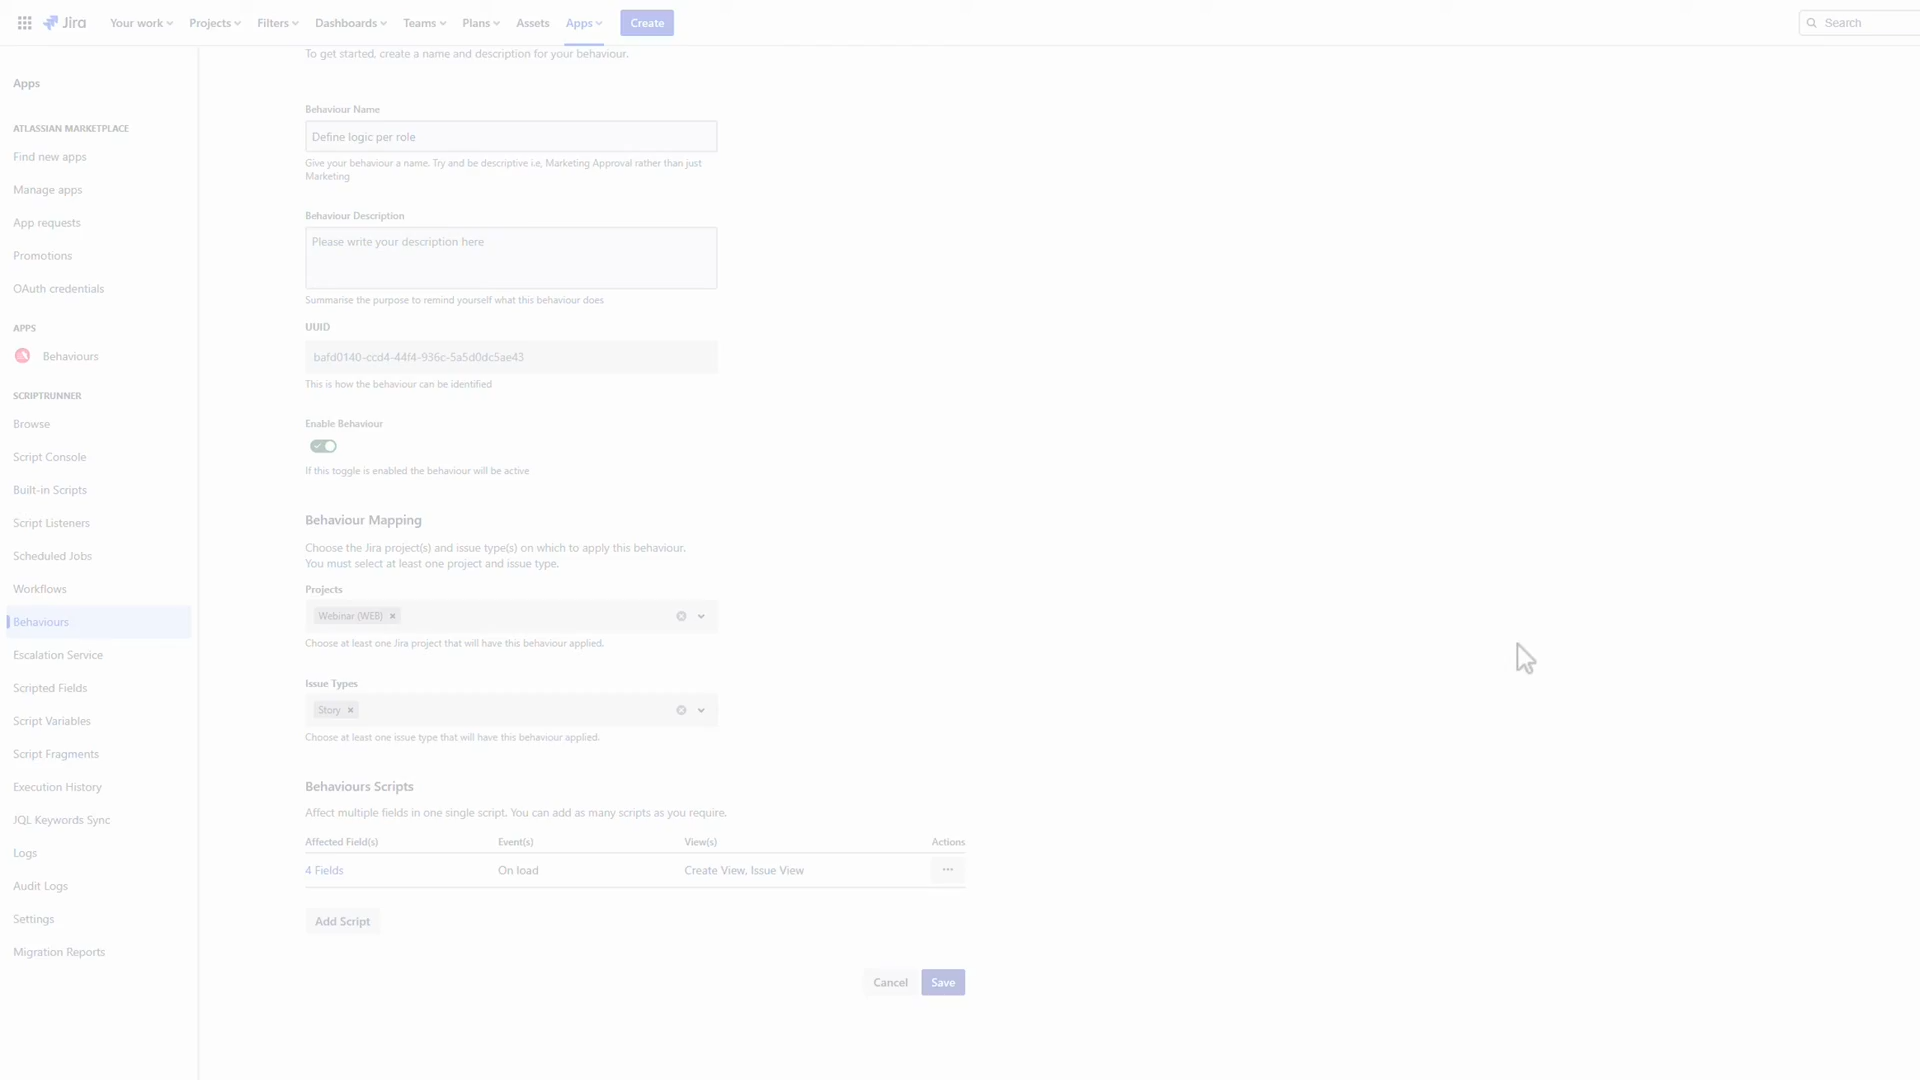 Jira
Your work
Projects
Filters
Dashboards
Teams
Plans
Assets
Apps
Create
Search
Apps
ATLASSIAN MARKETPLACE
Find new apps
Manage apps
App requests
Promotions
OAuth credentials
APPS
Behaviours
SCRIPTRUNNER
Browse
Script Console
Built-in Scripts
Script Listeners
Scheduled Jobs
Workflows
Behaviours
Escalation Service
Scripted Fields
Script Variables
Script Fragments
Execution History
JQL Keywords Sync
Logs
Audit Logs
Settings
Migration Reports
To get started, create a name and description for your behaviour.
Behaviour Name
Define logic per role
Give your behaviour a name. Try and be descriptive i.e, Marketing Approval rather than just
Marketing
Behaviour Description
Please write your description here
Summarise the purpose to remind yourself what this behaviour does
UUID
bafd0140-ccd4-44f4-936c-5a5d0dc5ae43
This is how the behaviour can be identified
Enable Behaviour
If this toggle is enabled the behaviour will be active
Behaviour Mapping
Choose the Jira project(s) and issue type(s) on which to apply this behaviour.
You must select at least one project and issue type.
Projects
Webinar (WEB)
Choose at least one Jira project that will have this behaviour applied.
Issue Types
Story
Choose at least one issue type that will have this behaviour applied.
Behaviours Scripts
Affect multiple fields in one single script. You can add as many scripts as you require.
Affected Field(s) Event(s) View(s) Actions
4 Fields On load Create View, Issue View ···
Add Script
Cancel Save